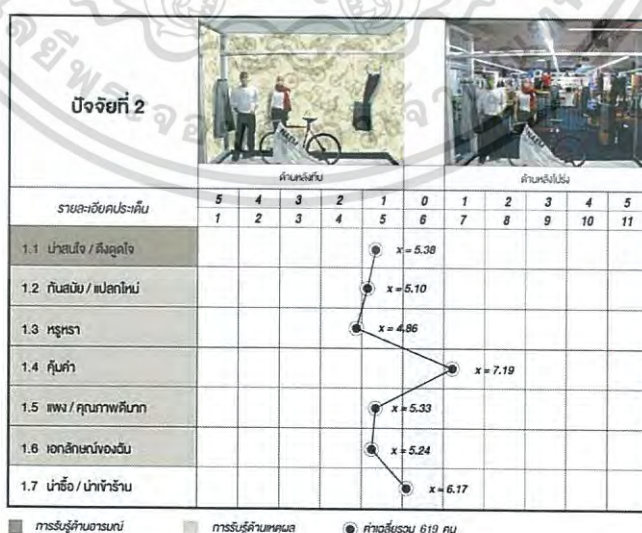 ปัจจัยที่ 2
ด้านหลังทึบ
ด้านหลังโปร่ง
รายละเอียดประเด็น
5 4 3 2 1 0 1 2 3 4 5
1 2 3 4 5 6 7 8 9 10 11
1.1 น่าสนใจ / ดึงดูดใจ
x = 5.38
1.2 ทันสมัย / แปลกใหม่
x = 5.10
1.3 หรูหรา
x = 4.86
1.4 คุ้มค่า
x = 7.19
1.5 แพง / คุณภาพดีมาก
x = 5.33
1.6 เอกลักษณ์ของฉัน
x = 5.24
1.7 น่าซื้อ / น่าเข้าร้าน
x = 6.17
การรับรู้ด้านอารมณ์
การรับรู้ด้านเหตุผล
ค่าเฉลี่ยรวม 619 คน